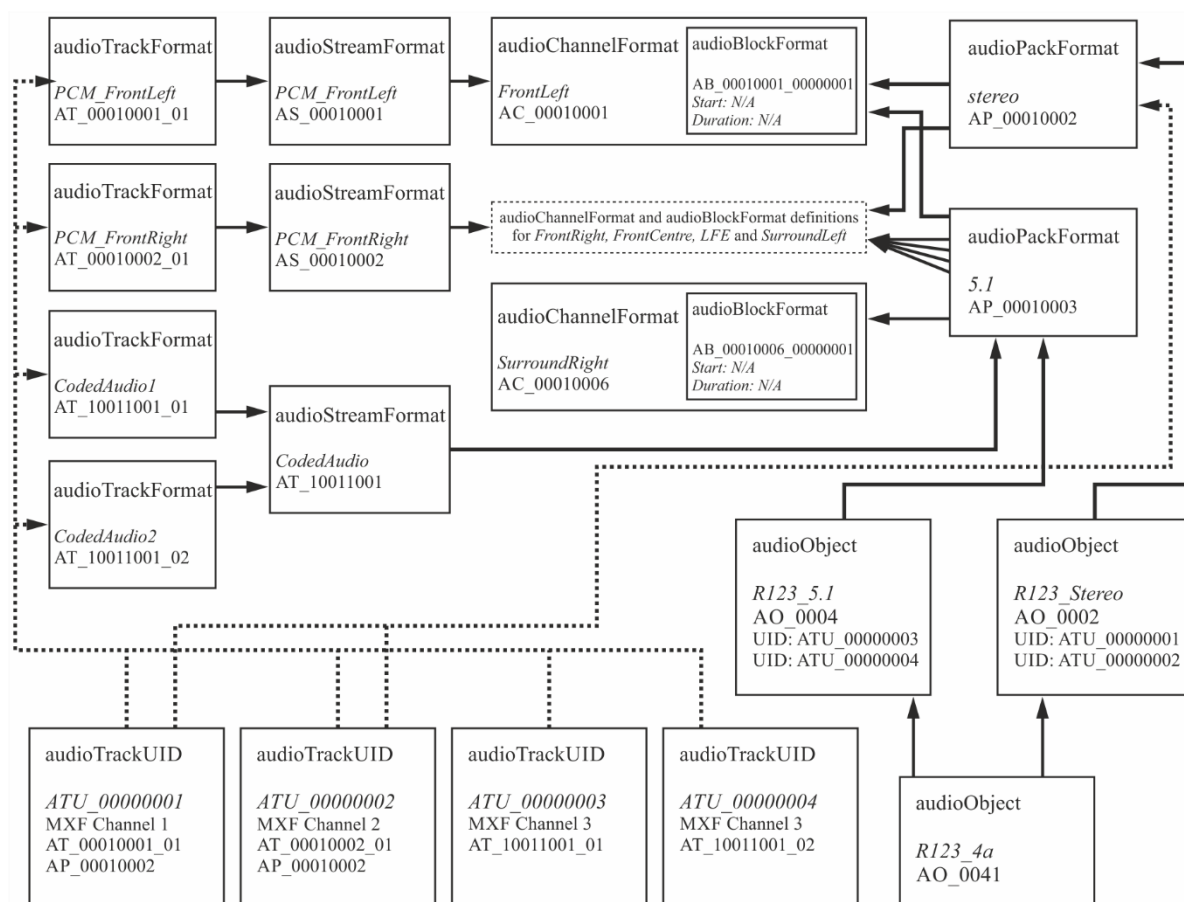 audioTrackFormat
PCM_FrontLeft
AT_00010001_01
audioStreamFormat
PCM_FrontLeft
AS_00010001
audioChannelFormat
FrontLeft
AC_00010001
audioBlockFormat
AB_00010001_00000001
Start: N/A
Duration: N/A
audioPackFormat
stereo
AP_00010002
audioTrackFormat
PCM_FrontRight
AT_00010002_01
audioStreamFormat
PCM_FrontRight
AS_00010002
audioChannelFormat and audioBlockFormat definitions
for FrontRight, FrontCentre, LFE and SurroundLeft
audioPackFormat
5.1
AP_00010003
audioTrackFormat
CodedAudio1
AT_10011001_01
audioChannelFormat
SurroundRight
AC_00010006
audioBlockFormat
AB_00010006_00000001
Start: N/A
Duration: N/A
audioStreamFormat
CodedAudio
AT_10011001
audioTrackFormat
CodedAudio2
AT_10011001_02
audioObject
R123_5.1
AO_0004
UID: ATU_00000003
UID: ATU_00000004
audioObject
R123_Stereo
AO_0002
UID: ATU_00000001
UID: ATU_00000002
audioTrackUID
ATU_00000001
MXF Channel 1
AT_00010001_01
AP_00010002
audioTrackUID
ATU_00000002
MXF Channel 2
AT_00010002_01
AP_00010002
audioTrackUID
ATU_00000003
MXF Channel 3
AT_10011001_01
audioTrackUID
ATU_00000004
MXF Channel 3
AT_10011001_02
audioObject
R123_4a
AO_0041